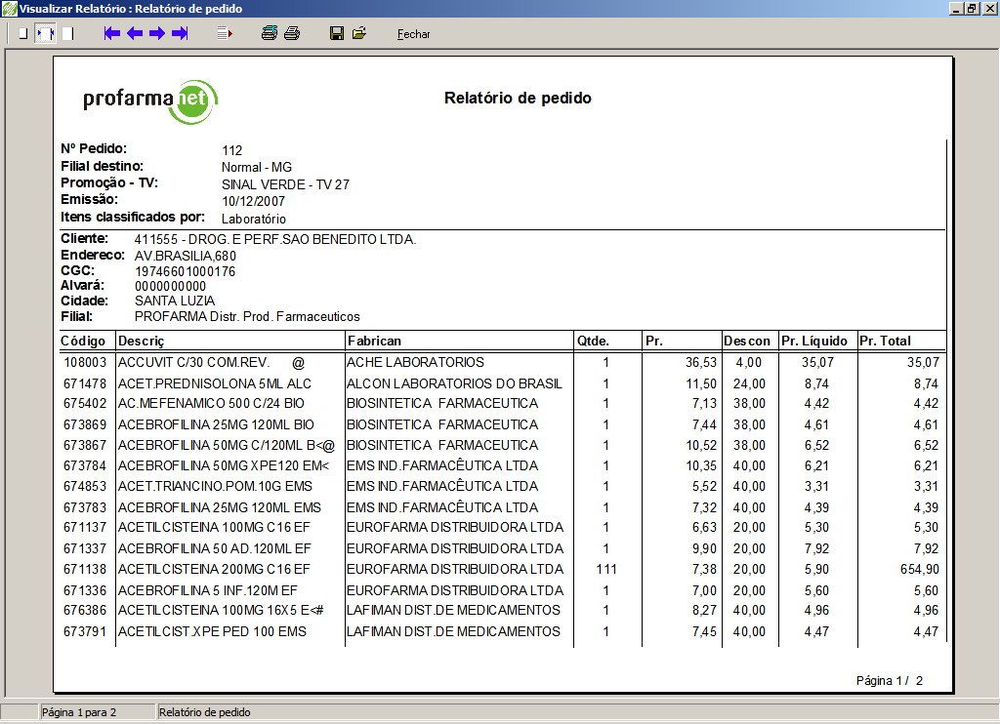 Visualizar Relatório : Relatório de pedido
Fechar
profarma net
Relatório de pedido
Nº Pedido: 112
Filial destino: Normal - MG
Promoção - TV: SINAL VERDE - TV 27
Emissão: 10/12/2007
Itens classificados por: Laboratório
Cliente: 411555 - DROG. E PERF.SAO BENEDITO LTDA.
Endereco: AV.BRASILIA,680
CGC: 19746601000176
Alvará: 0000000000
Cidade: SANTA LUZIA
Filial: PROFARMA Distr. Prod. Farmaceuticos
Código Descriç Fabrican Qtde. Pr. Descon Pr. Líquido Pr. Total
108003 ACCUVIT C/30 COM.REV. @ ACHE LABORATORIOS 1 36,53 4,00 35,07 35,07
671478 ACET.PREDNISOLONA 5ML ALC ALCON LABORATORIOS DO BRASIL 1 11,50 24,00 8,74 8,74
675402 AC.MEFENAMICO 500 C/24 BIO BIOSINTETICA FARMACEUTICA 1 7,13 38,00 4,42 4,42
673869 ACEBROFILINA 25MG 120ML BIO BIOSINTETICA FARMACEUTICA 1 7,44 38,00 4,61 4,61
673867 ACEBROFILINA 50MG C/120ML B<@ BIOSINTETICA FARMACEUTICA 1 10,52 38,00 6,52 6,52
673784 ACEBROFILINA 50MG XPE120 EM< EMS IND.FARMACÊUTICA LTDA 1 10,35 40,00 6,21 6,21
674853 ACET.TRIANCINO.POM.10G EMS EMS IND.FARMACÊUTICA LTDA 1 5,52 40,00 3,31 3,31
673783 ACEBROFILINA 25MG 120ML EMS EMS IND.FARMACÊUTICA LTDA 1 7,32 40,00 4,39 4,39
671137 ACETILCISTEINA 100MG C16 EF EUROFARMA DISTRIBUIDORA LTDA 1 6,63 20,00 5,30 5,30
671337 ACEBROFILINA 50 AD.120ML EF EUROFARMA DISTRIBUIDORA LTDA 1 9,90 20,00 7,92 7,92
671138 ACETILCISTEINA 200MG C16 EF EUROFARMA DISTRIBUIDORA LTDA 111 7,38 20,00 5,90 654,90
671336 ACEBROFILINA 5 INF.120M EF EUROFARMA DISTRIBUIDORA LTDA 1 7,00 20,00 5,60 5,60
676386 ACETILCISTEINA 100MG 16X5 E<# LAFIMAN DIST.DE MEDICAMENTOS 1 8,27 40,00 4,96 4,96
673791 ACETILCIST.XPE PED 100 EMS LAFIMAN DIST.DE MEDICAMENTOS 1 7,45 40,00 4,47 4,47
Página 1 / 2
Página 1 para 2 Relatório de pedido